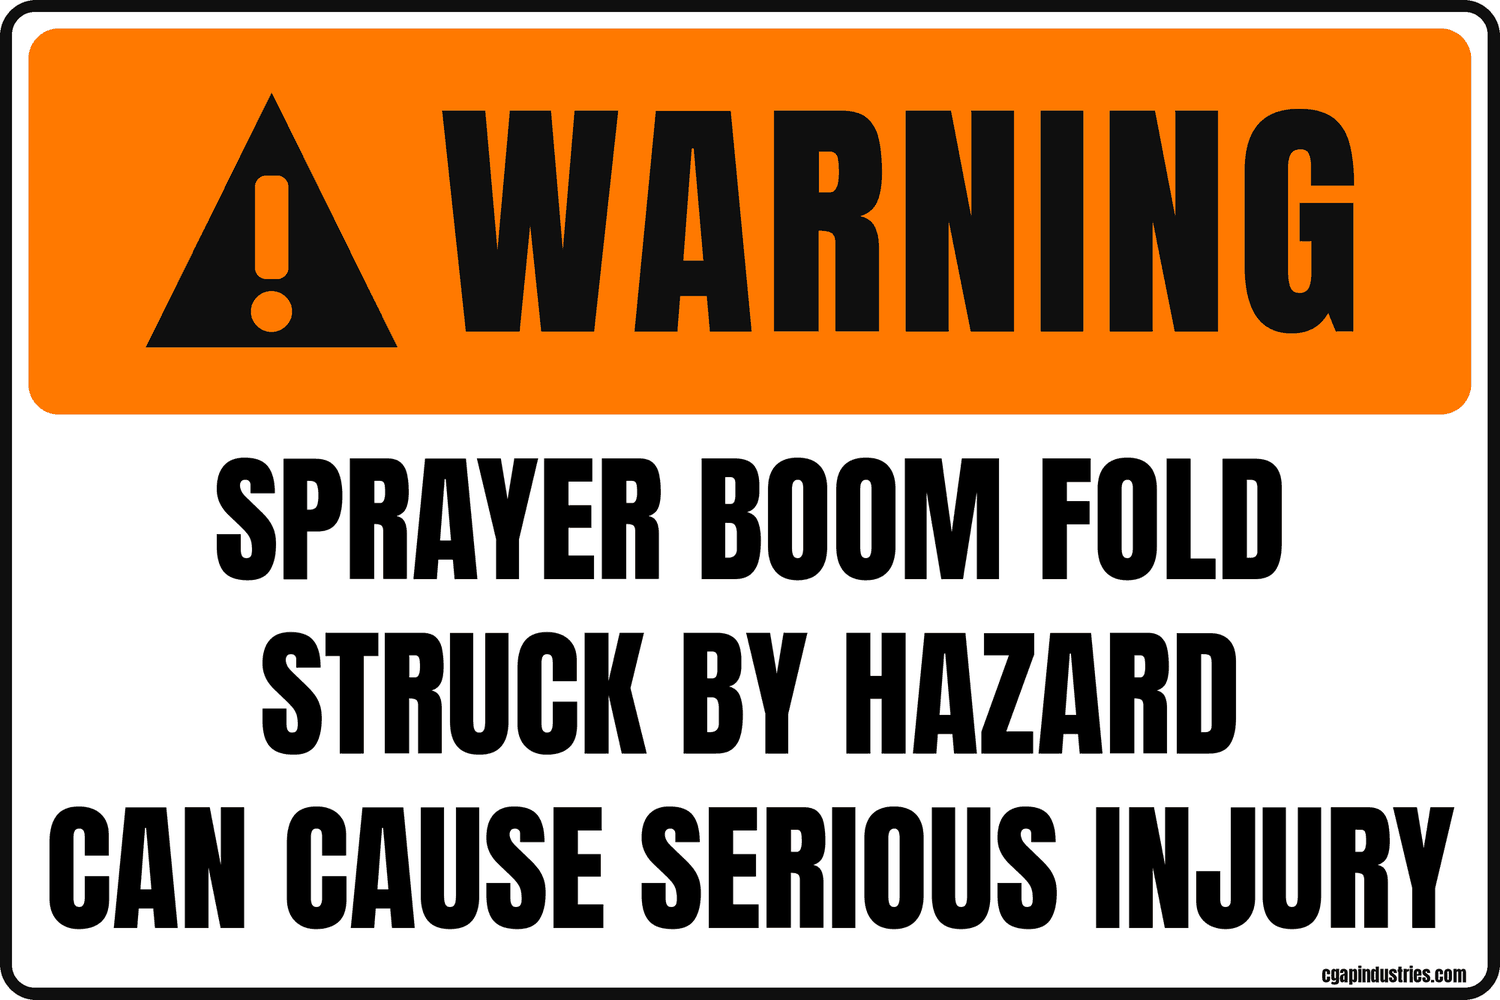 WARNING
SPRAYER BOOM FOLD
STRUCK BY HAZARD
CAN CAUSE SERIOUS INJURY
cgapindustries.com